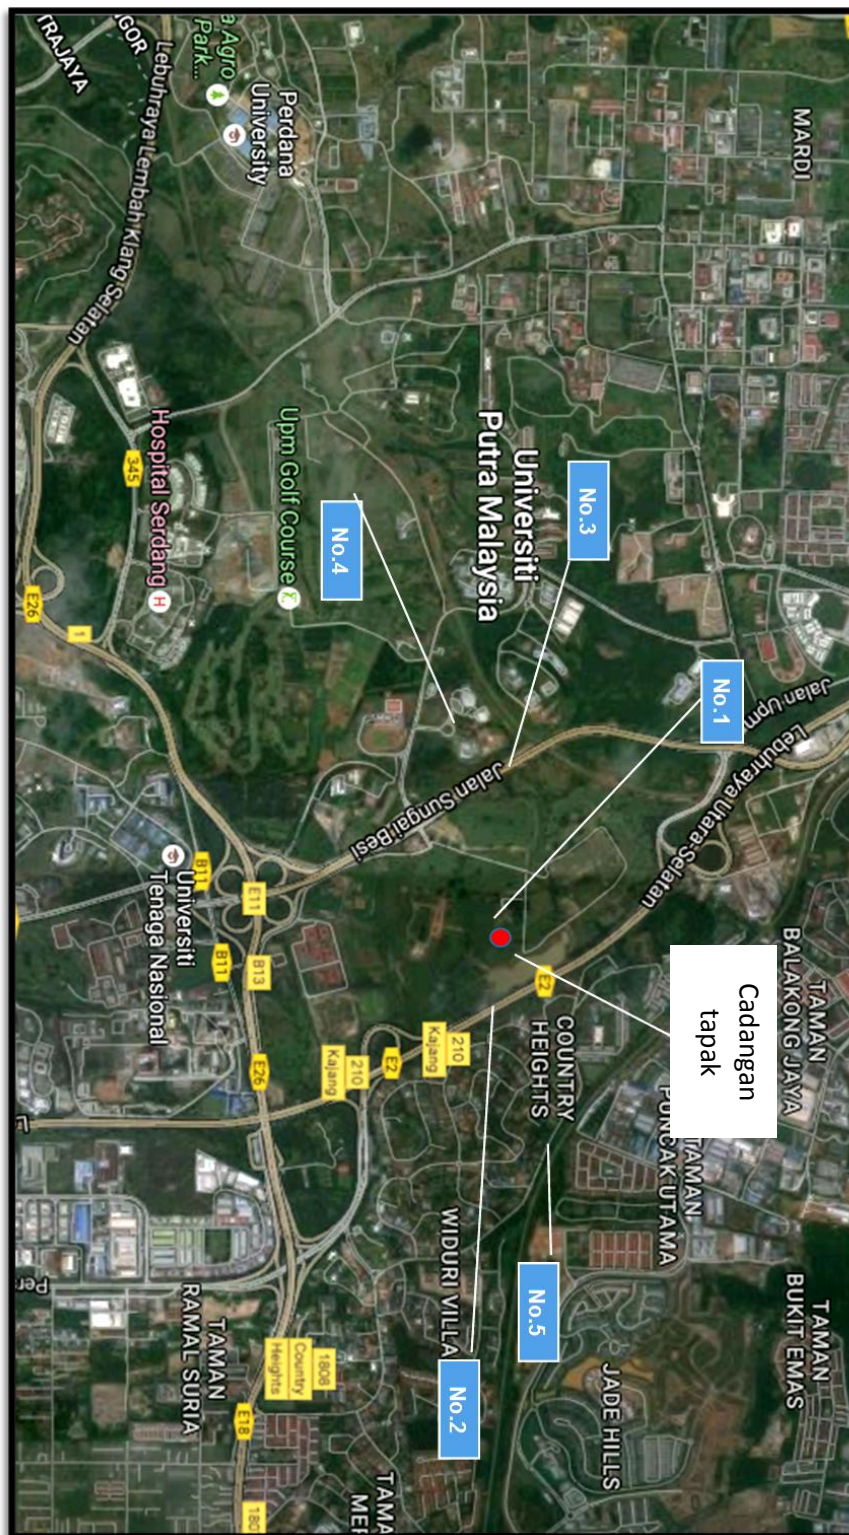 MARDI
TAMAN
BALAKONG JAYA
TAMAN
BUKIT EMAS
Jalan Upm
Lebuhraya Utara-Selatan
No.1
Cadangan
tapak
TAMAN
PUNCAK UTAMA
JADE HILLS
No.3
COUNTRY
HEIGHTS
E2
No.5
Universiti
Putra Malaysia
Jalan Sungai Besi
WIDURI VILLA
No.2
210
Kajang
E2
210
Kajang
No.4
TAMA
MER
Upm Golf Course
1808
Country
Heights
Perdana
University
a Agro
Park...
E11
B13
E26
E18
180
B11
B11
Universiti
Tenaga Nasional
TAMAN
RAMAL SURIA
Hospital Serdang
H
345
Lebuhraya Lembah Klang Selatan
GOR
TRAJAYA
1
E26
Pers